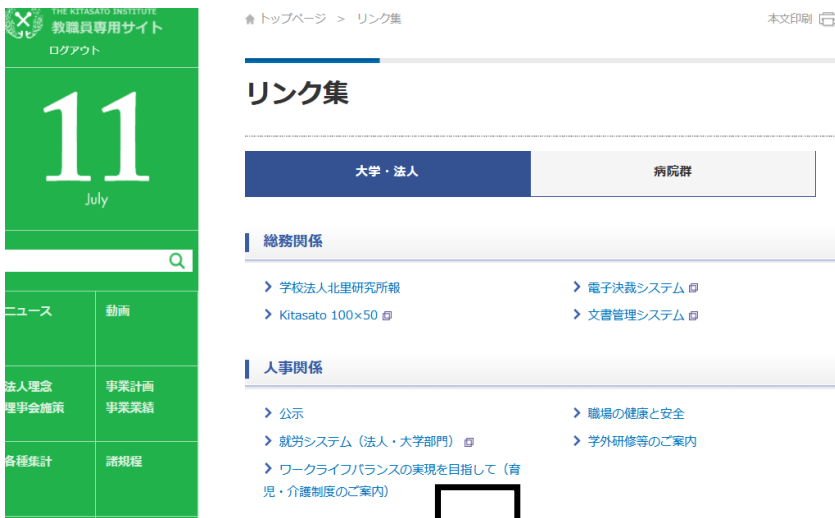 THE KITASATO INSTITUTE
教職員専用サイト
ログアウト
11
July
ニュース
動画
法人理念
理事会施策
事業計画
事業業績
各種集計
諸規程
トップページ > リンク集
本文印刷
リンク集
大学・法人
病院群
総務関係
学校法人北里研究所報
電子決裁システム
Kitasato 100×50
文書管理システム
人事関係
公示
職場の健康と安全
就労システム（法人・大学部門）
学外研修等のご案内
ワークライフバランスの実現を目指して（育
児・介護制度のご案内）